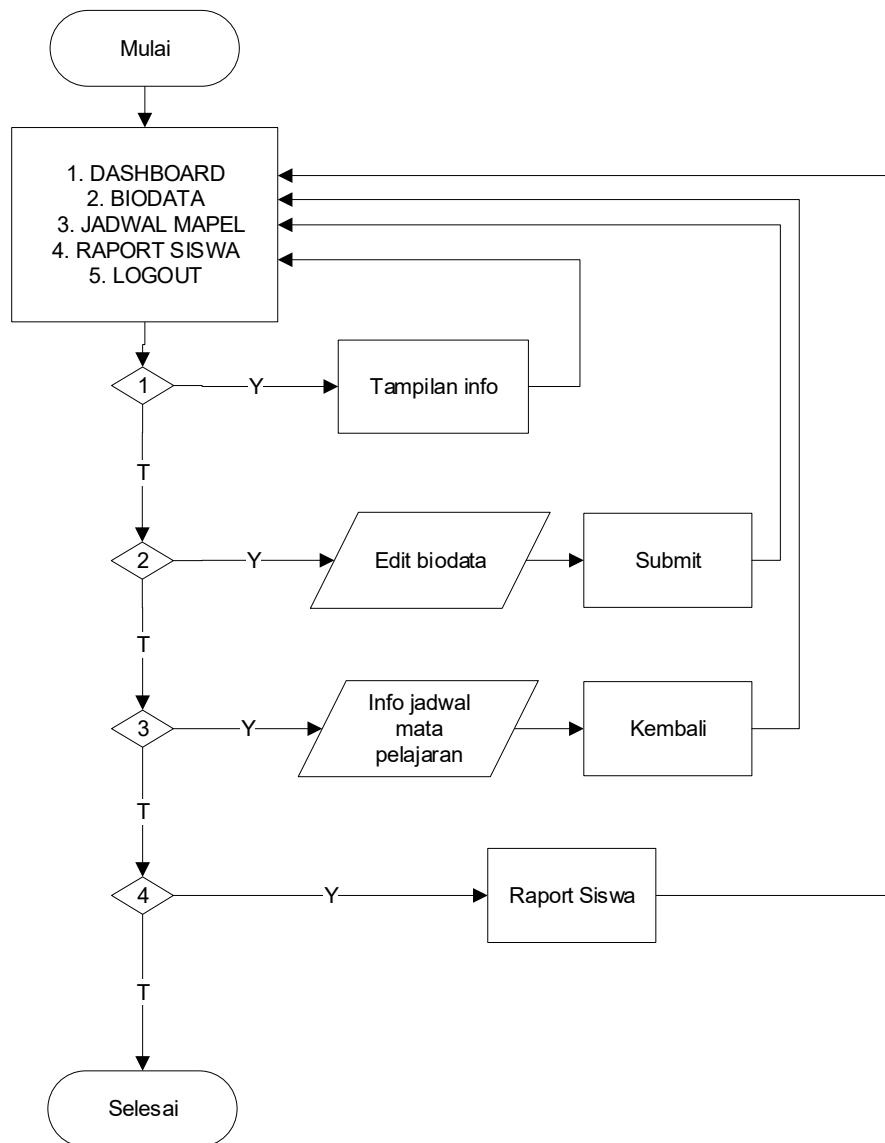 Mulai
1. DASHBOARD
2. BIODATA
3. JADWAL MAPEL
4. RAPORT SISWA
5. LOGOUT
1
Y
Tampilan info
T
2
Y
Edit biodata
Submit
T
3
Y
Info jadwal
mata
pelajaran
Kembali
T
4
Y
Raport Siswa
T
Selesai